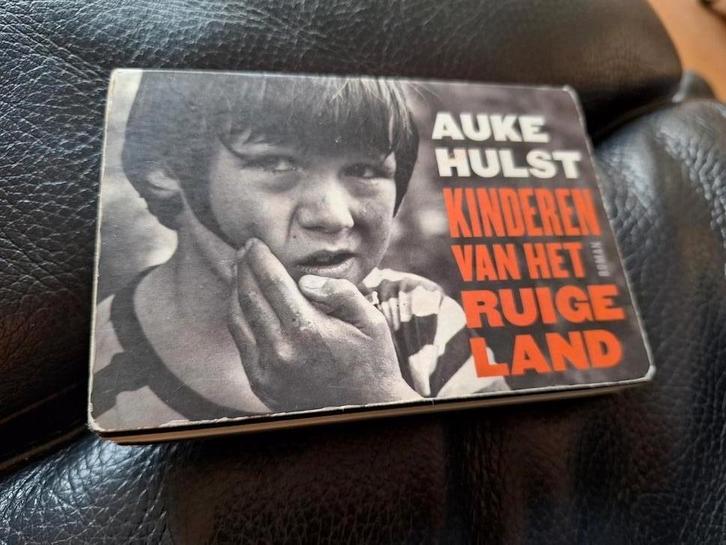 AUKE
HULST
KINDEREN
VAN HET
RUIGE
LAND
ROMAN